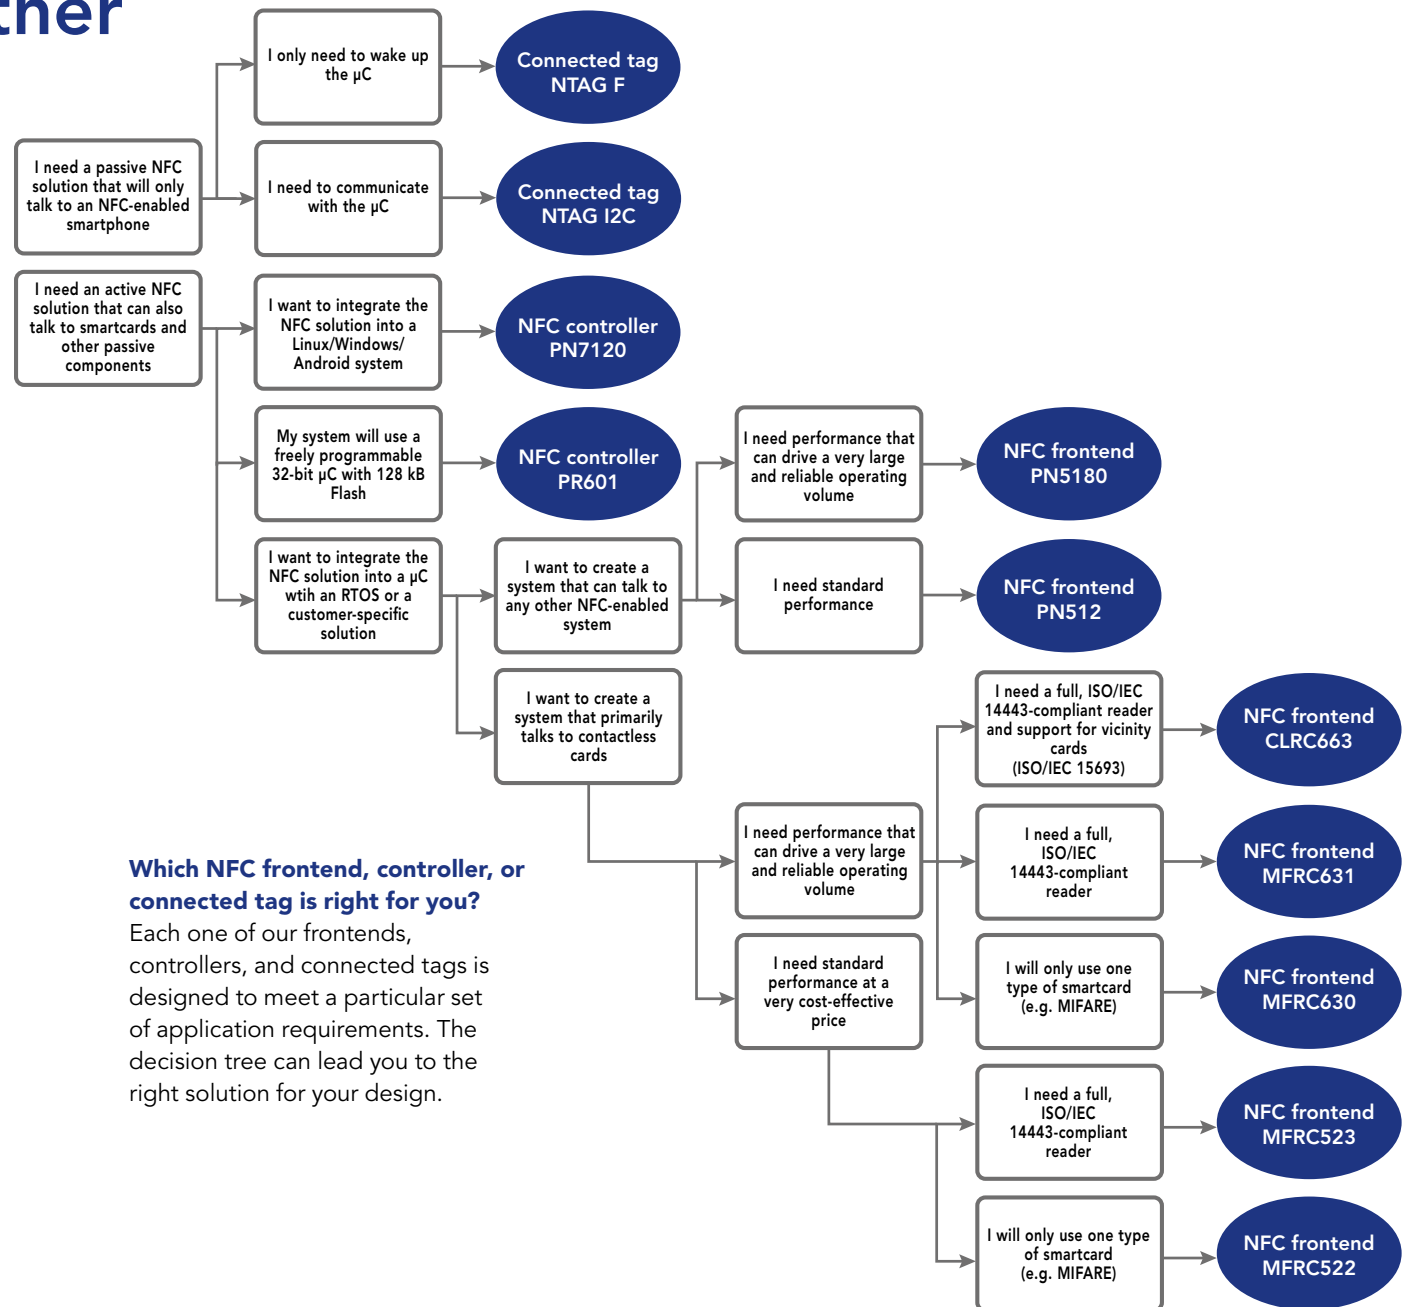 ther
I only need to wake up
the µC
Connected tag
NTAG F
I need a passive NFC
solution that will only
talk to an NFC-enabled
smartphone
I need to communicate
with the µC
Connected tag
NTAG I2C
I need an active NFC
solution that can also
talk to smartcards and
other passive
components
I want to integrate the
NFC solution into a
Linux/Windows/
Android system
NFC controller
PN7120
My system will use a
freely programmable
32-bit µC with 128 kB
Flash
NFC controller
PR601
I need performance that
can drive a very large
and reliable operating
volume
NFC frontend
PN5180
I want to integrate the
NFC solution into a µC
wtih an RTOS or a
customer-specific
solution
I want to create a
system that can talk to
any other NFC-enabled
system
I need standard
performance
NFC frontend
PN512
I want to create a
system that primarily
talks to contactless
cards
I need a full, ISO/IEC
14443-compliant reader
and support for vicinity
cards
(ISO/IEC 15693)
NFC frontend
CLRC663
I need performance that
can drive a very large
and reliable operating
volume
I need a full,
ISO/IEC
14443-compliant
reader
NFC frontend
MFRC631
Which NFC frontend, controller, or
connected tag is right for you?
Each one of our frontends,
controllers, and connected tags is
designed to meet a particular set
of application requirements. The
decision tree can lead you to the
right solution for your design.
I need standard
performance at a
very cost-effective
price
I will only use one
type of smartcard
(e.g. MIFARE)
NFC frontend
MFRC630
I need a full,
ISO/IEC
14443-compliant
reader
NFC frontend
MFRC523
I will only use one type
of smartcard
(e.g. MIFARE)
NFC frontend
MFRC522